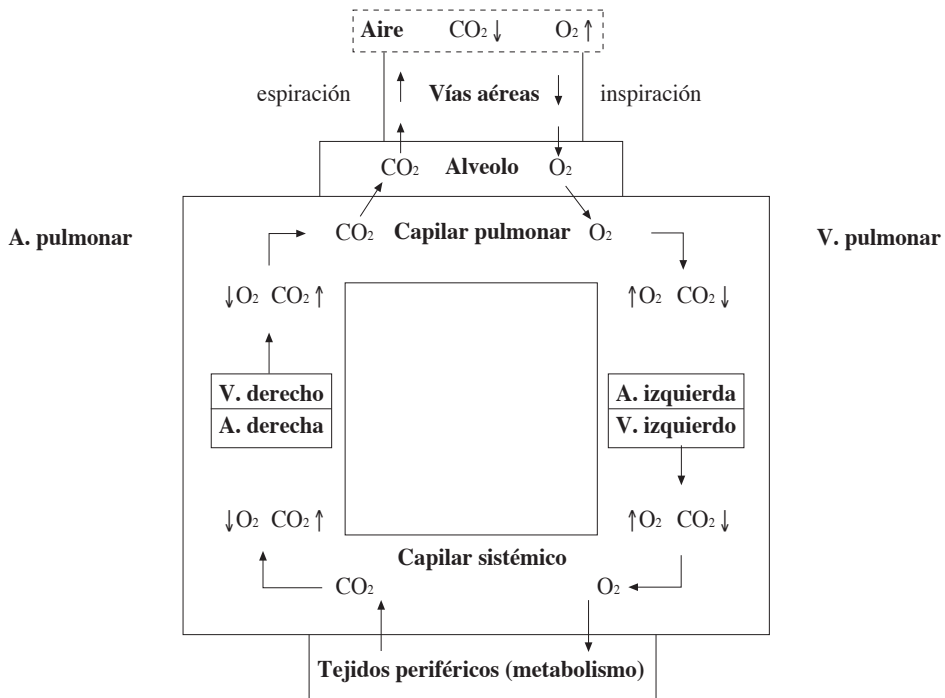 Aire CO₂ ↓ O₂ ↑
espiración Vías aéreas inspiración
CO₂ Alveolo O₂
A. pulmonar CO₂ Capilar pulmonar O₂ V. pulmonar
↓O₂ CO₂↑ ↑O₂ CO₂↓
V. derecho A. izquierda
A. derecha V. izquierdo
↓O₂ CO₂↑ ↑O₂ CO₂↓
Capilar sistémico
CO₂ O₂
Tejidos periféricos (metabolismo)